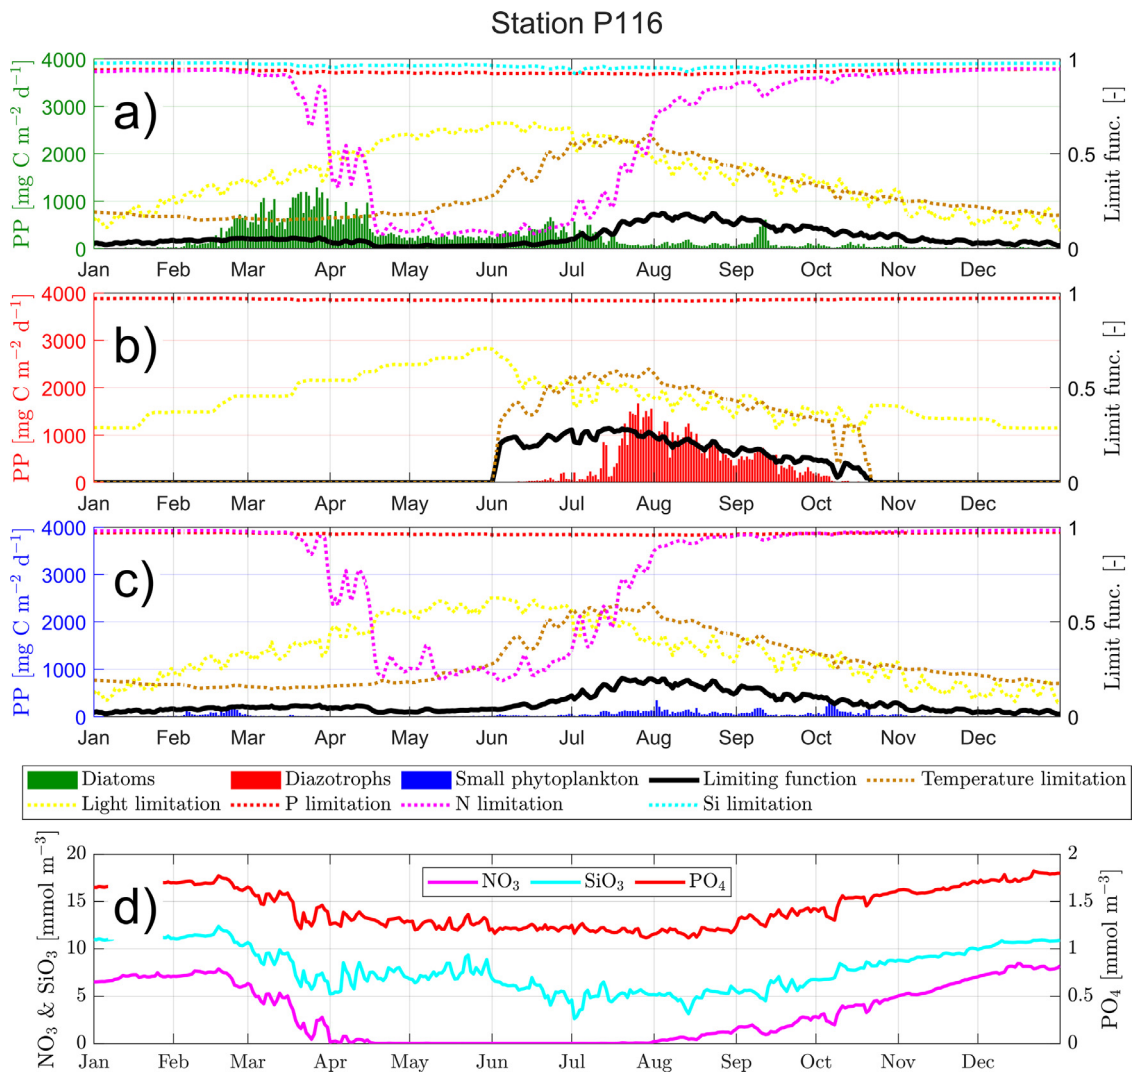 Station P116
PP [mg C m−2 d−1]
4000
3000
2000
1000
0
a)
1
0.5
0
Limit func. [-]
Jan Feb Mar Apr May Jun Jul Aug Sep Oct Nov Dec
PP [mg C m−2 d−1]
4000
3000
2000
1000
0
b)
1
0.5
0
Limit func. [-]
Jan Feb Mar Apr May Jun Jul Aug Sep Oct Nov Dec
PP [mg C m−2 d−1]
4000
3000
2000
1000
0
c)
1
0.5
0
Limit func. [-]
Jan Feb Mar Apr May Jun Jul Aug Sep Oct Nov Dec
Diatoms Diazotrophs Small phytoplankton Limiting function Temperature limitation
Light limitation P limitation N limitation Si limitation
NO3 & SiO3 [mmol m−3]
20
15
10
5
0
d)
NO3 SiO3 PO4
2
1.5
1
0.5
0
PO4 [mmol m−3]
Jan Feb Mar Apr May Jun Jul Aug Sep Oct Nov Dec